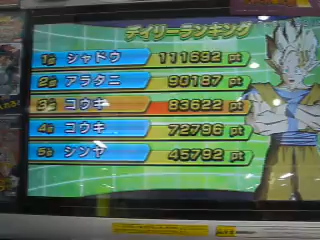 デイリーランキング
1位 シャドウ 111692 pt
2位 アラタニ 90187 pt
3位 コウキ 83622 pt
4位 コウキ 72796 pt
5位 シンヤ 45792 pt